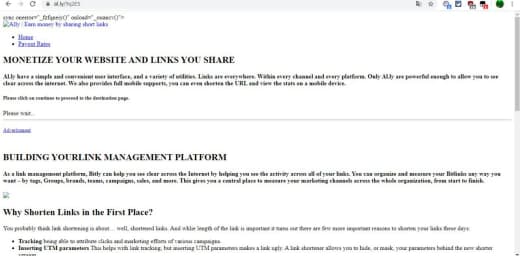 al.ly/
sync onerror="_fzfqpeej()" onload="_
Al.ly | Earn money by sharing short links
Home
Payout Rates
MONETIZE YOUR WEBSITE AND LINKS YOU SHARE
Al.ly have a simple and convenient user interface, and a variety of utilities. Links are everywhere. Within every channel and every platform. Only Al.ly are powerful enough to allow you to see
clear across the internet. We also provides full mobile supports, you can even shorten the URL and view the stats on a mobile device.
Please click on continue to proceed to the destination page.
Please wait..
Advertisement
BUILDING YOURLINK MANAGEMENT PLATFORM
As a link management platform, Bitly can help you see clear across the Internet by helping you see the activity across all of your links. You can organize and measure your Bitlinks any way you
want – by tags, Groups, brands, teams, campaigns, sales, and more. This gives you a central place to measure your marketing channels across the whole organization, from start to finish.
Why Shorten Links in the First Place?
You probably think link shortening is about... well, shortened links. And while length of the link is important it turns out there are few more important reasons to shorten your links these days:
Tracking being able to attribute clicks and marketing efforts of various campaigns.
Inserting UTM parameters This helps with link tracking, but inserting UTM parameters makes a link ugly. A link shortener allows you to hide, or mask, your parameters behind the new shorter
version.